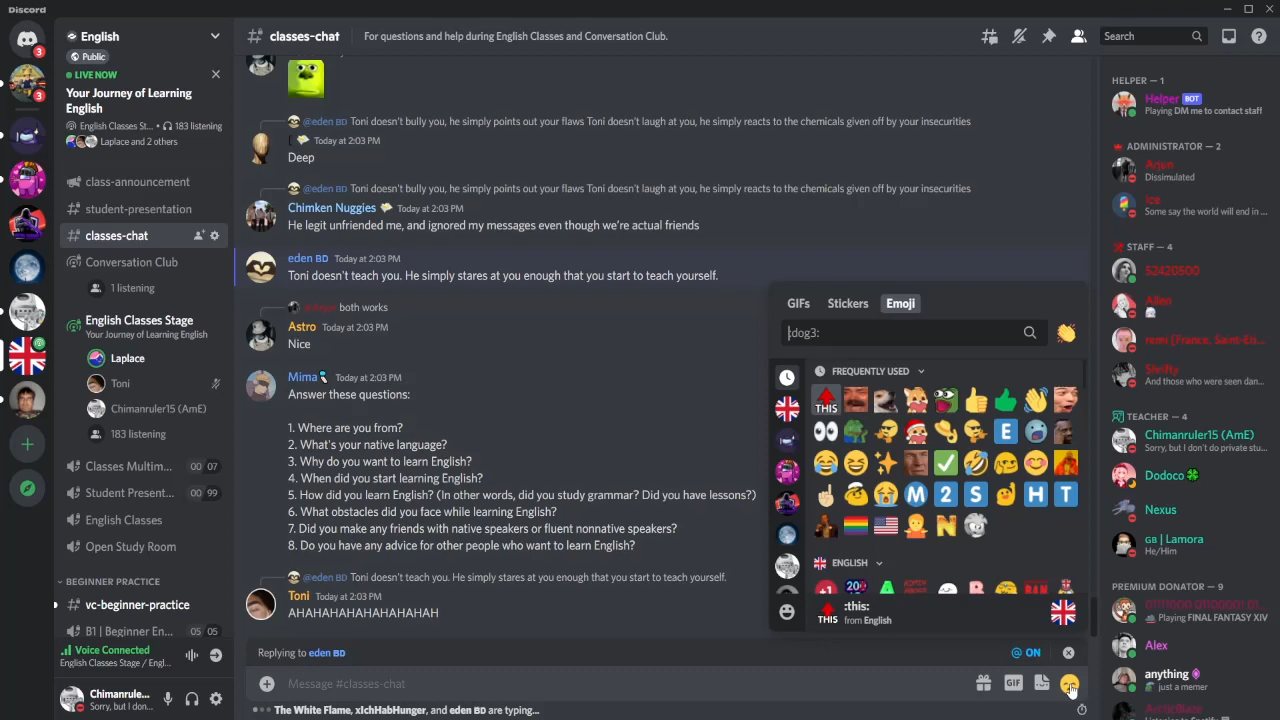 Discord
English
Public
LIVE NOW
Your Journey of Learning
English
English Classes St... • 183 listening
Laplace and 2 others
class-announcement
student-presentation
classes-chat
Conversation Club
1 listening
English Classes Stage
Your Journey of Learning English
Laplace
Toni
Chimanruler15 (AmE)
183 listening
Classes Multim... 00 07
Student Present... 00 99
English Classes
Open Study Room
BEGINNER PRACTICE
vc-beginner-practice
B1 | Beginner En... 05 05
Voice Connected
English Classes Stage / Engl...
Chimanrule...
Sorry, but I don...
3
3
classes-chat
For questions and help during English Classes and Conversation Club.
Search
@eden BD Toni doesn't bully you, he simply points out your flaws Toni doesn't laugh at you, he simply reacts to the chemicals given off by your insecurities
Today at 2:03 PM
Deep
@eden BD Toni doesn't bully you, he simply points out your flaws Toni doesn't laugh at you, he simply reacts to the chemicals given off by your insecurities
Chimken Nuggies Today at 2:03 PM
He legit unfriended me, and ignored my messages even though we're actual friends
eden BD Today at 2:03 PM
Toni doesn't teach you. He simply stares at you enough that you start to teach yourself.
both works
Astro Today at 2:03 PM
Nice
Mima Today at 2:03 PM
Answer these questions:
1. Where are you from?
2. What's your native language?
3. Why do you want to learn English?
4. When did you start learning English?
5. How did you learn English? (In other words, did you study grammar? Did you have lessons?)
6. What obstacles did you face while learning English?
7. Did you make any friends with native speakers or fluent nonnative speakers?
8. Do you have any advice for other people who want to learn English?
@eden BD Toni doesn't teach you. He simply stares at you enough that you start to teach yourself.
Toni Today at 2:03 PM
AHAHAHAHAHAHAHAHAH
Replying to eden BD
@ ON
Message #classes-chat
GIF
The White Flame, xIchHabHunger, and eden BD are typing...
GIFs Stickers Emoji
:dog3:
FREQUENTLY USED
THIS
E
M 2 S H T
N
ENGLISH
THIS
:this:
from English
HELPER — 1
Helper BOT
Playing DM me to contact staff
ADMINISTRATOR — 2
Arjun
Dissimulated
Ice
Some say the world will end in ...
STAFF — 4
52420500
Allen
remi [France, Saint-Éti...
Shrifty
And those who were seen dan...
TEACHER — 4
Chimanruler15 (AmE)
Sorry, but I don't do private stu...
Dodoco
Nexus
GB | Lamora
He/Him
PREMIUM DONATOR — 9
Playing FINAL FANTASY XIV
Alex
anything
just a memer